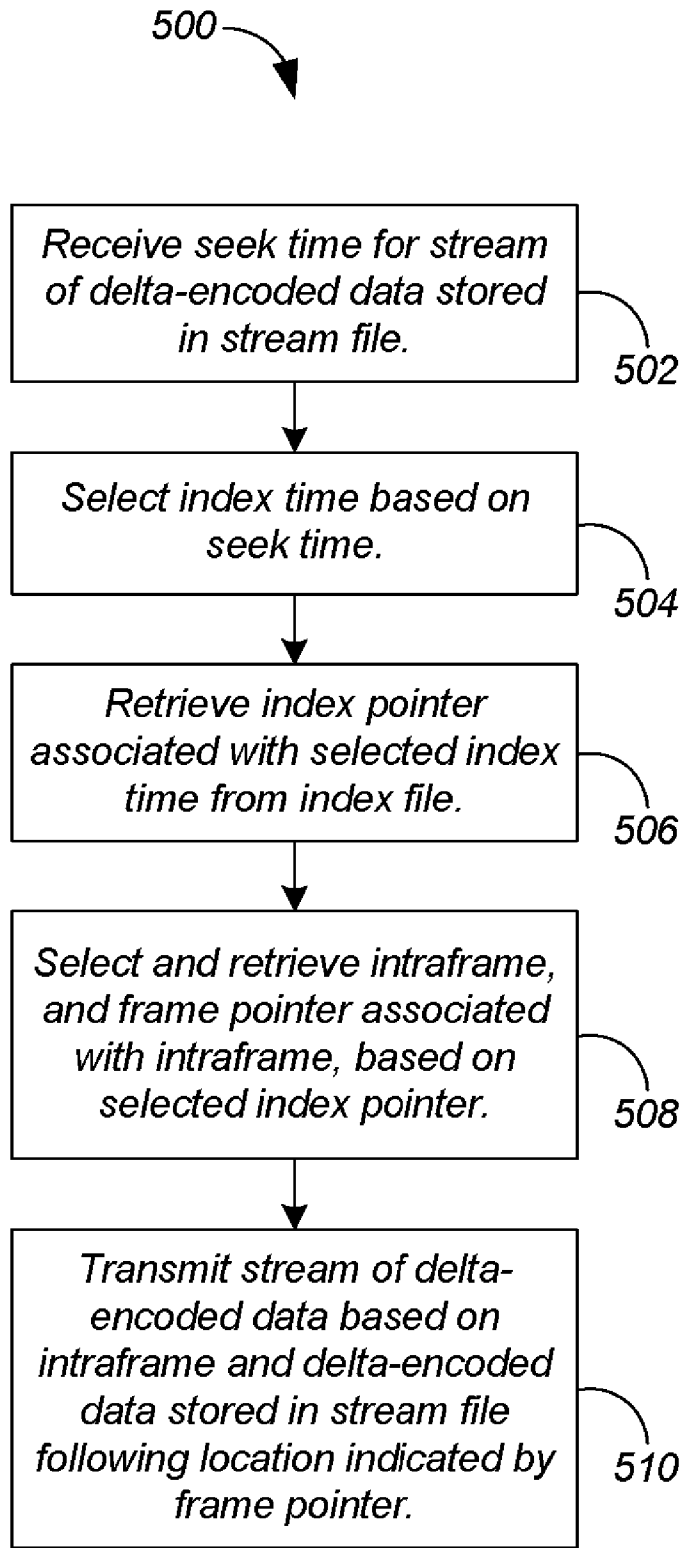 500
Receive seek time for stream
of delta-encoded data stored
in stream file.
502
Select index time based on
seek time.
504
Retrieve index pointer
associated with selected index
time from index file.
506
Select and retrieve intraframe,
and frame pointer associated
with intraframe, based on
selected index pointer.
508
Transmit stream of delta-
encoded data based on
intraframe and delta-encoded
data stored in stream file
following location indicated by
frame pointer.
510